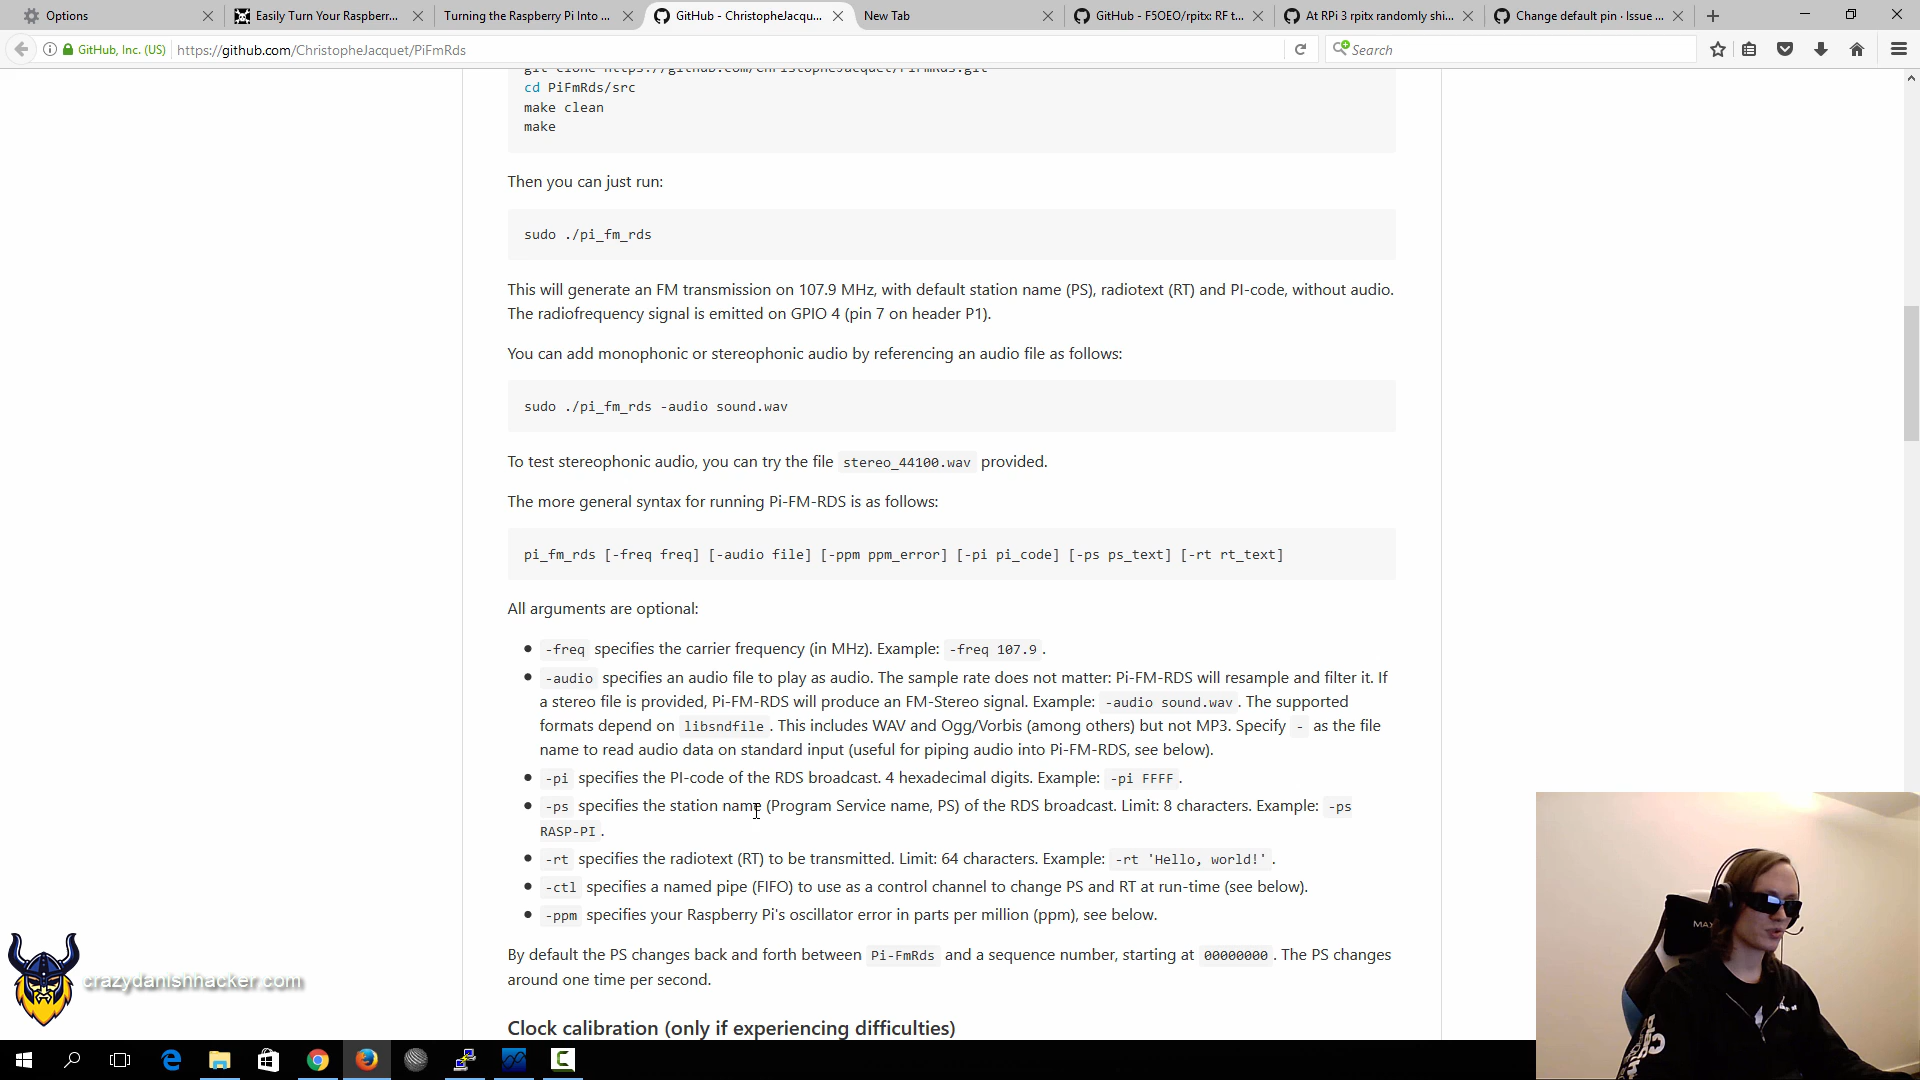 Options
Easily Turn Your Raspberr...
Turning the Raspberry Pi Into ...
GitHub - ChristopheJacqu...
New Tab
GitHub - F5OEO/rpitx: RF t...
At RPi 3 rpitx randomly shi...
Change default pin · Issue ...
GitHub, Inc. (US)
https://github.com/ChristopheJacquet/PiFmRds
Search
git clone https://github.com/ChristopheJacquet/PiFmRds.git
cd PiFmRds/src
make clean
make
Then you can just run:
sudo ./pi_fm_rds
This will generate an FM transmission on 107.9 MHz, with default station name (PS), radiotext (RT) and PI-code, without audio.
The radiofrequency signal is emitted on GPIO 4 (pin 7 on header P1).
You can add monophonic or stereophonic audio by referencing an audio file as follows:
sudo ./pi_fm_rds -audio sound.wav
To test stereophonic audio, you can try the file stereo_44100.wav provided.
The more general syntax for running Pi-FM-RDS is as follows:
pi_fm_rds [-freq freq] [-audio file] [-ppm ppm_error] [-pi pi_code] [-ps ps_text] [-rt rt_text]
All arguments are optional:
-freq specifies the carrier frequency (in MHz). Example: -freq 107.9 .
-audio specifies an audio file to play as audio. The sample rate does not matter: Pi-FM-RDS will resample and filter it. If
a stereo file is provided, Pi-FM-RDS will produce an FM-Stereo signal. Example: -audio sound.wav . The supported
formats depend on libsndfile . This includes WAV and Ogg/Vorbis (among others) but not MP3. Specify - as the file
name to read audio data on standard input (useful for piping audio into Pi-FM-RDS, see below).
-pi specifies the PI-code of the RDS broadcast. 4 hexadecimal digits. Example: -pi FFFF .
-ps specifies the station name (Program Service name, PS) of the RDS broadcast. Limit: 8 characters. Example: -ps
RASP-PI .
-rt specifies the radiotext (RT) to be transmitted. Limit: 64 characters. Example: -rt 'Hello, world!' .
-ctl specifies a named pipe (FIFO) to use as a control channel to change PS and RT at run-time (see below).
-ppm specifies your Raspberry Pi's oscillator error in parts per million (ppm), see below.
By default the PS changes back and forth between Pi-FmRds and a sequence number, starting at 00000000 . The PS changes
around one time per second.
Clock calibration (only if experiencing difficulties)
crazydanishhacker.com